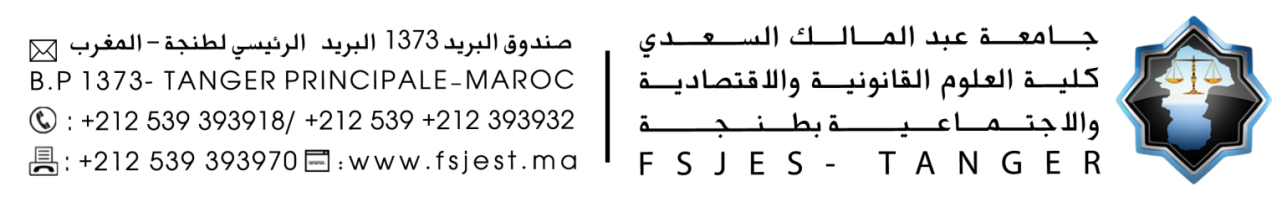 جامعة عبد المالك السعدي
كلية العلوم القانونية والاقتصادية
والاجتماعية بطنجة
FSJES- TANGER
صندوق البريد 1373 البريد الرئيسي لطنجة - المغرب
B.P 1373- TANGER PRINCIPALE-MAROC
: +212 539 393918/ +212 539 +212 393932
: +212 539 393970 : www.fsjest.ma